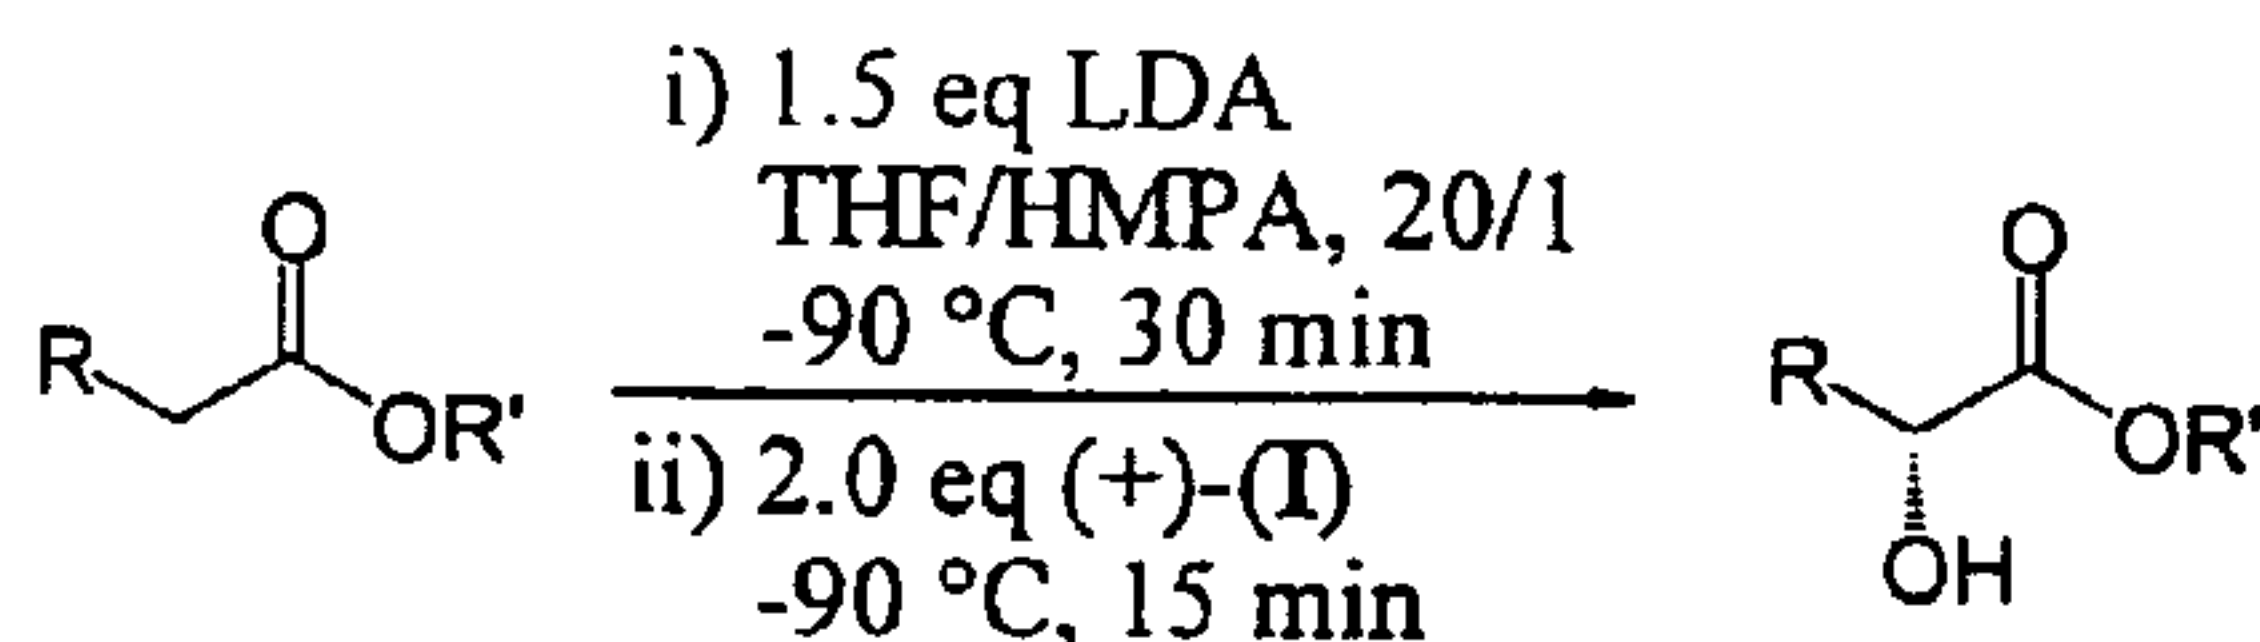 i) 1.5 eq LDA
THF/HMPA, 20/1
-90 °C, 30 min
ii) 2.0 eq (+)-(I)
-90 °C, 15 min
O
R
OR'
O
R
OR'
OH